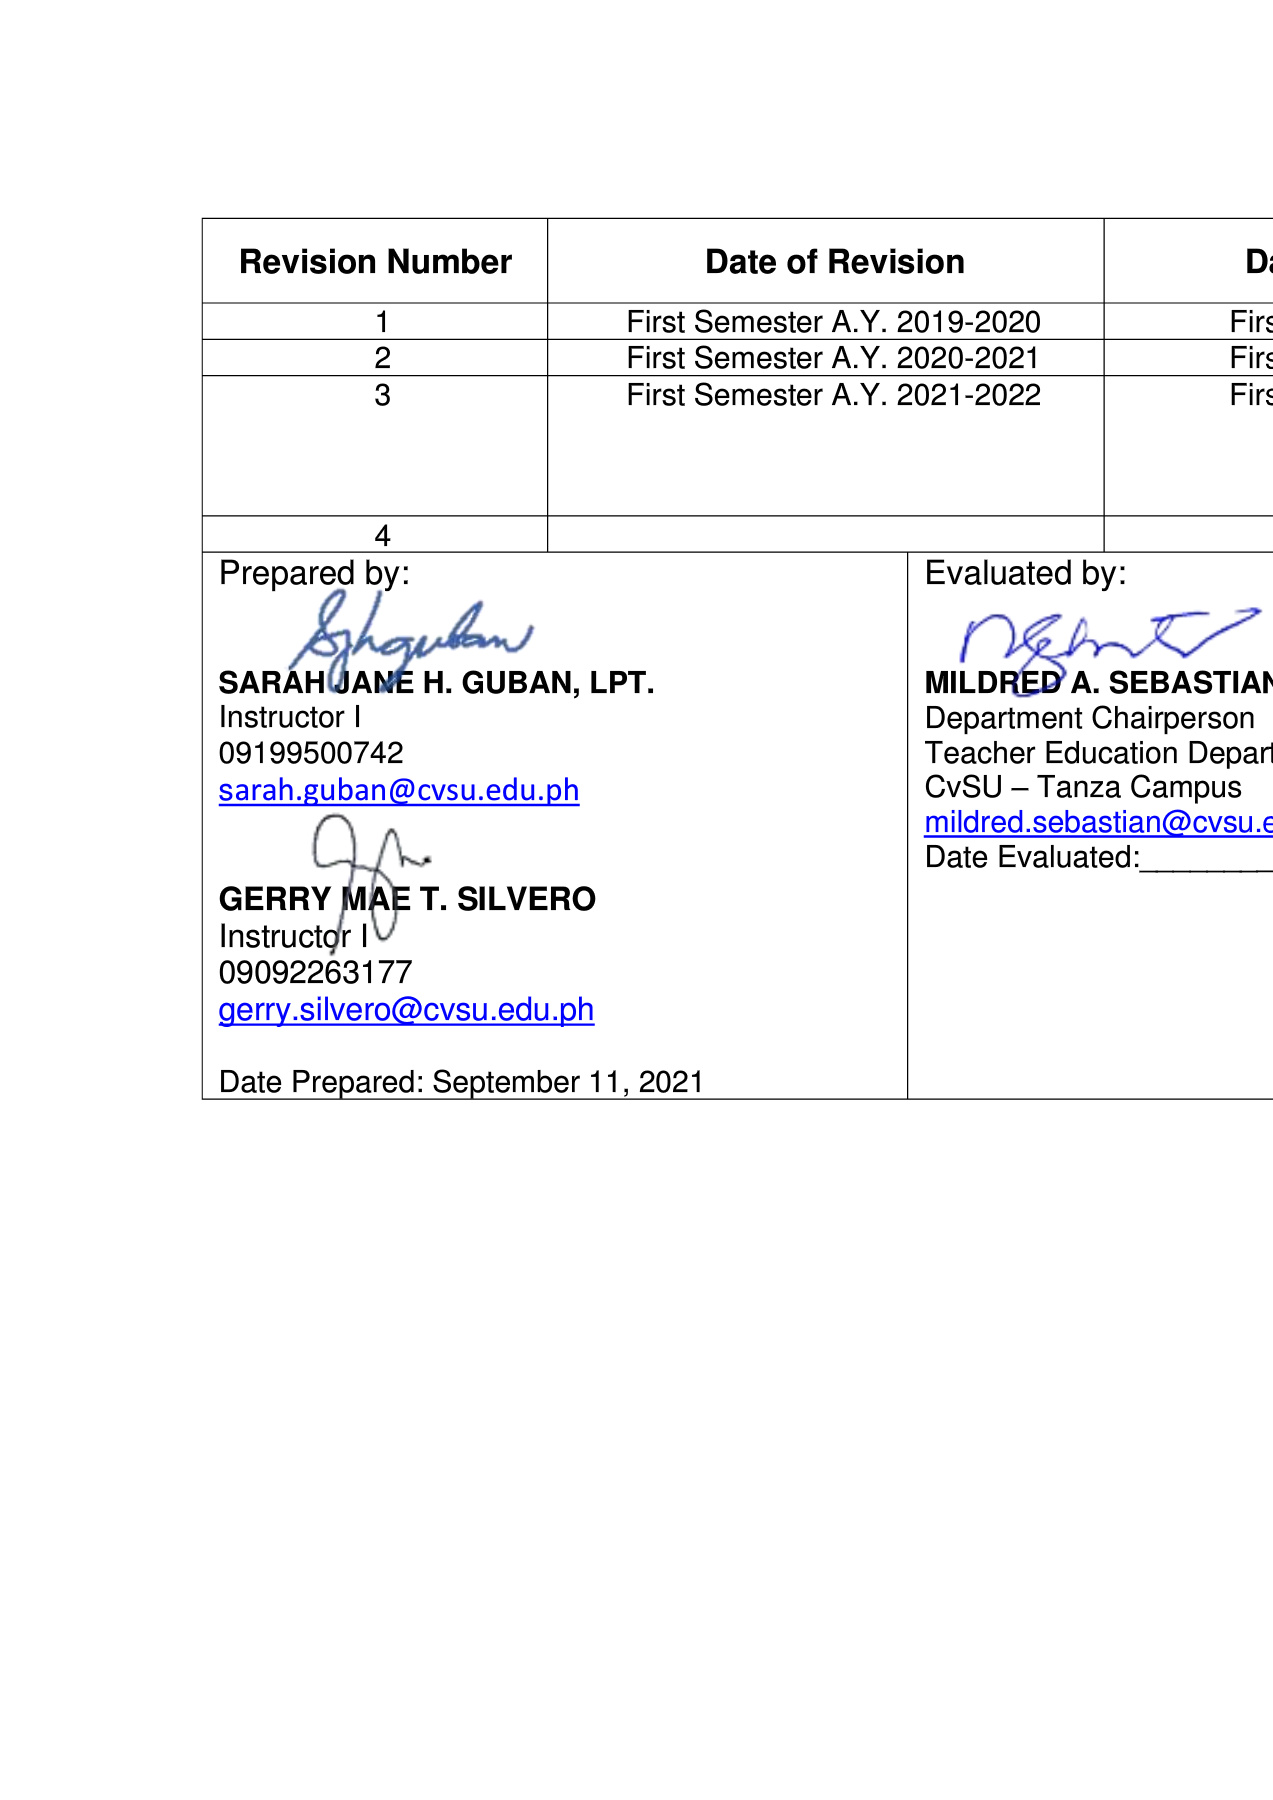 Revision Number Date of Revision Da
1 First Semester A.Y. 2019-2020 Firs
2 First Semester A.Y. 2020-2021 Firs
3 First Semester A.Y. 2021-2022 Firs
4
Prepared by:
Sjhguban
SARAH JANE H. GUBAN, LPT.
Instructor I
09199500742
sarah.guban@cvsu.edu.ph
GERRY MAE T. SILVERO
Instructor I
09092263177
gerry.silvero@cvsu.edu.ph
Date Prepared: September 11, 2021
Evaluated by:
MILDRED A. SEBASTIAN
Department Chairperson
Teacher Education Depart
CvSU – Tanza Campus
mildred.sebastian@cvsu.e
Date Evaluated:________